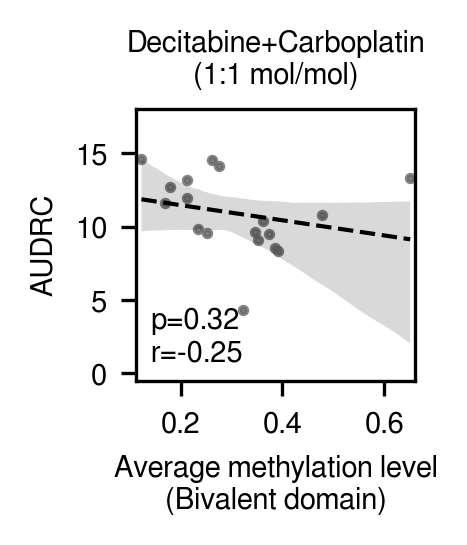 Decitabine+Carboplatin
(1:1 mol/mol)
15
10
5
0
AUDRC
p=0.32
r=-0.25
0.2 0.4 0.6
Average methylation level
(Bivalent domain)